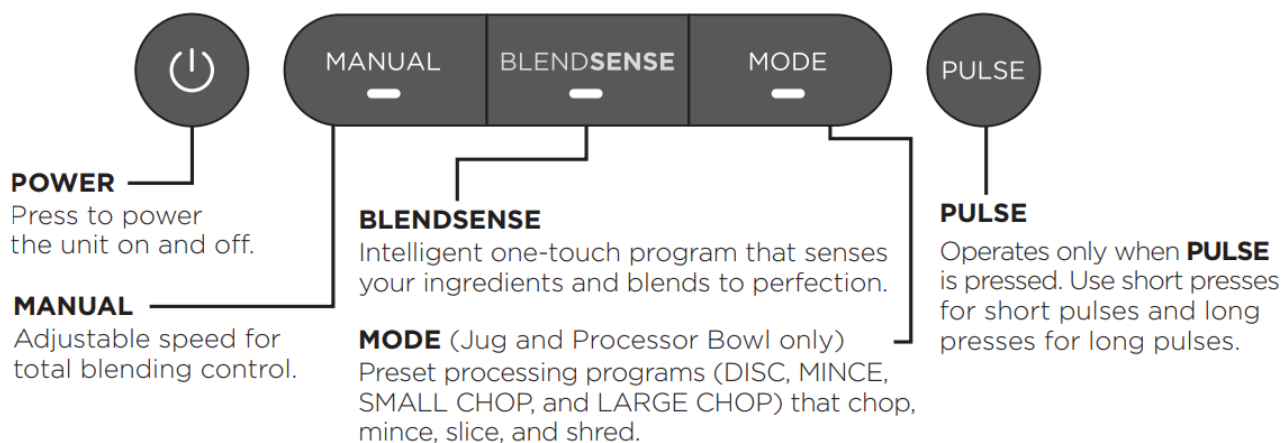 MANUAL
BLENDSENSE
MODE
PULSE
POWER
Press to power
the unit on and off.
MANUAL
Adjustable speed for
total blending control.
BLENDSENSE
Intelligent one-touch program that senses
your ingredients and blends to perfection.
MODE (Jug and Processor Bowl only)
Preset processing programs (DISC, MINCE,
SMALL CHOP, and LARGE CHOP) that chop,
mince, slice, and shred.
PULSE
Operates only when PULSE
is pressed. Use short presses
for short pulses and long
presses for long pulses.